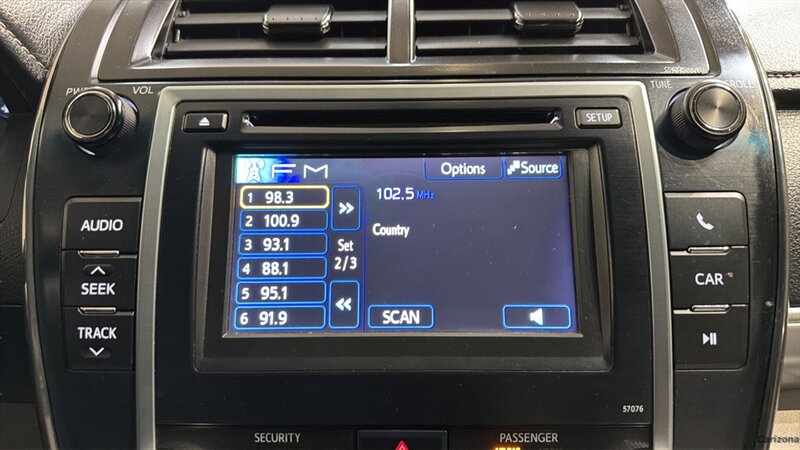 PWR VOL
TUNE SCROLL
SETUP
FM
Options
Source
1 98.3
2 100.9
3 93.1
4 88.1
5 95.1
6 91.9
Set
2/3
102.5 MHz
Country
SCAN
AUDIO
SEEK
TRACK
CAR
57076
SECURITY
PASSENGER
Carizona